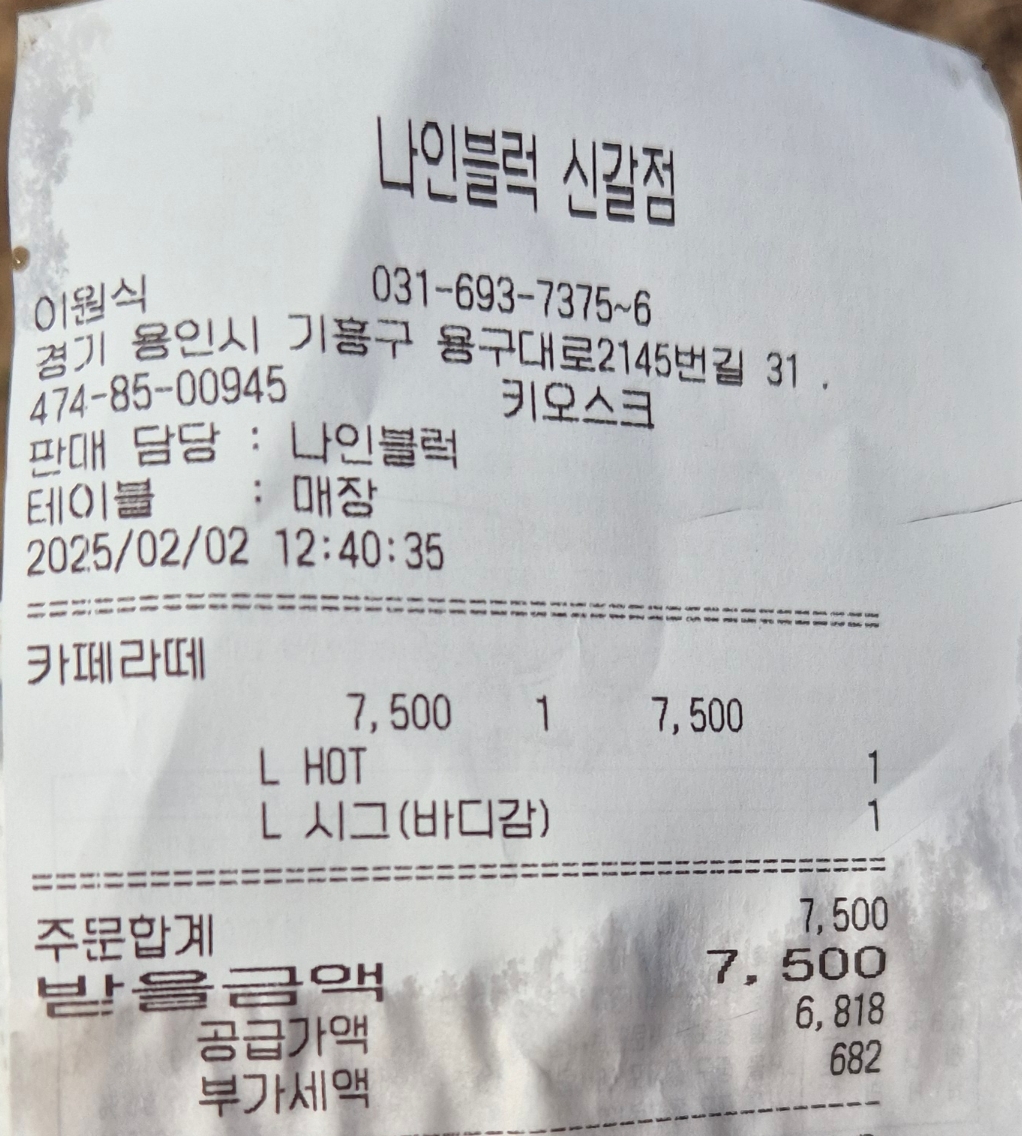 나인블럭 신갈점
이원식 031-693-7375~6
경기 용인시 기흥구 용구대로2145번길 31 .
474-85-00945 키오스크
판매 담당 : 나인블럭
테이블 : 매장
2025/02/02 12:40:35
카페라떼
7,500 1 7,500
L HOT 1
L 시그(바디감) 1
주문합계 7,500
받을금액 7,500
공급가액 6,818
부가세액 682